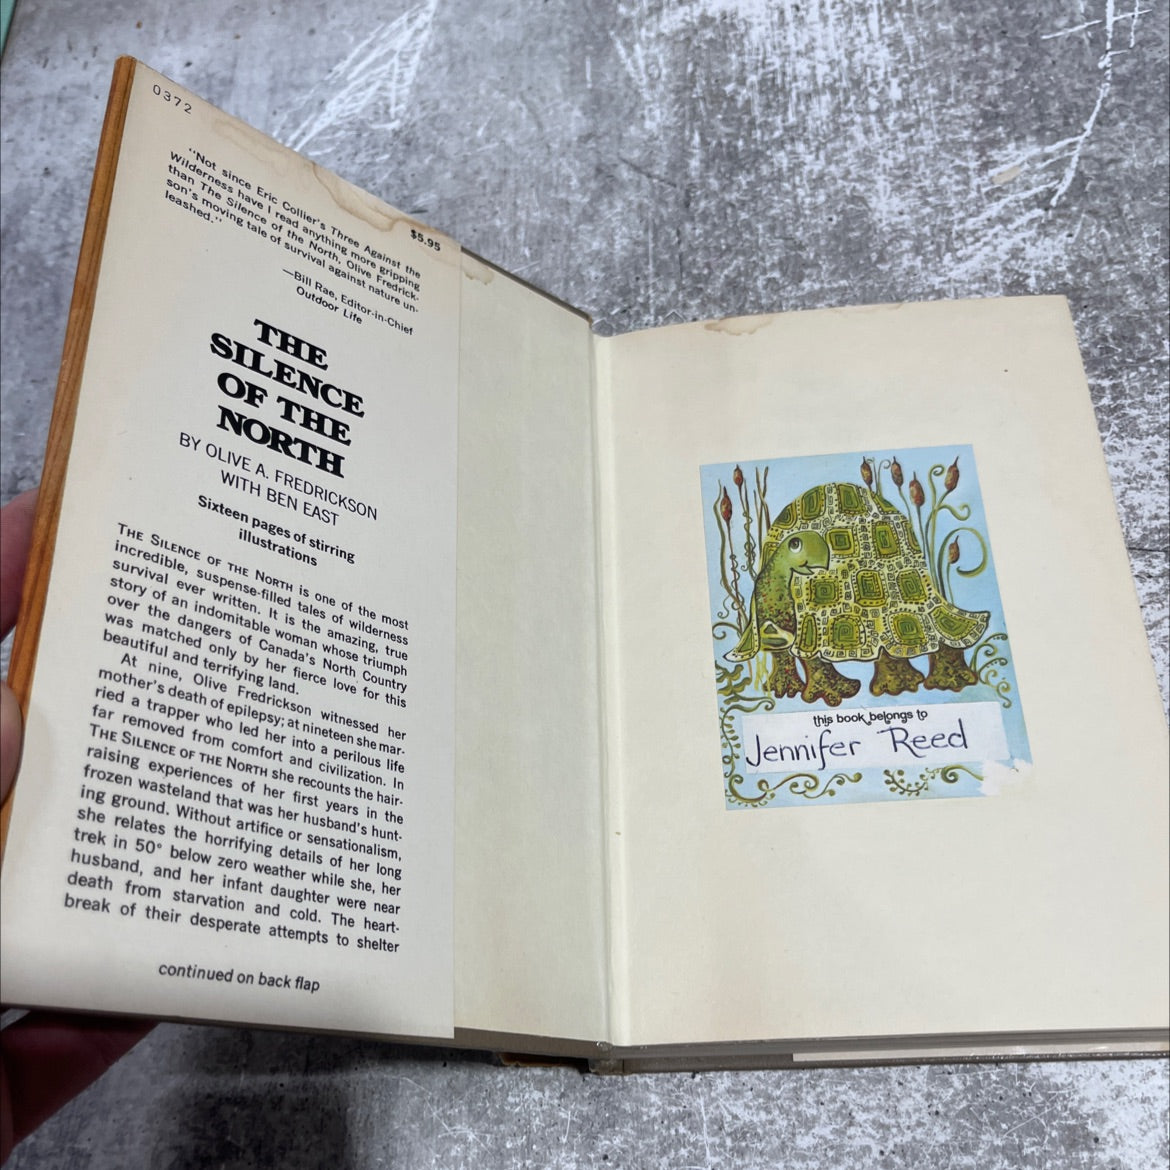 0372
$5.95
"Not since Eric Collier's Three Against the
Wilderness have I read anything more gripping
than The Silence of the North, Olive Fredrick-
son's moving tale of survival against nature un-
leashed."
—Bill Rae, Editor-in-Chief
Outdoor Life
THE
SILENCE
OF THE
NORTH
BY OLIVE A. FREDRICKSON
WITH BEN EAST
Sixteen pages of stirring
illustrations
THE SILENCE OF THE NORTH is one of the most
incredible, suspense-filled tales of wilderness
survival ever written. It is the amazing, true
story of an indomitable woman whose triumph
over the dangers of Canada's North Country
was matched only by her fierce love for this
beautiful and terrifying land.
At nine, Olive Fredrickson witnessed her
mother's death of epilepsy; at nineteen she mar-
ried a trapper who led her into a perilous life
far removed from comfort and civilization. In
THE SILENCE OF THE NORTH she recounts the hair-
raising experiences of her first years in the
frozen wasteland that was her husband's hunt-
ing ground. Without artifice or sensationalism,
she relates the horrifying details of her long
trek in 50° below zero weather while she, her
husband, and her infant daughter were near
death from starvation and cold. The heart-
break of their desperate attempts to shelter
continued on back flap
this book belongs to
Jennifer Reed